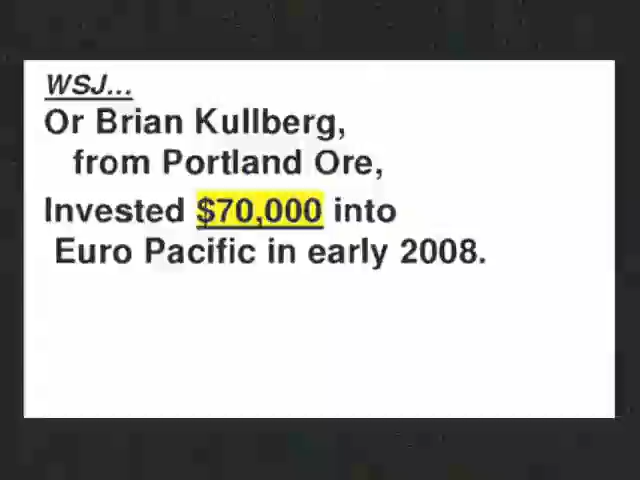 WSJ...
Or Brian Kullberg,
from Portland Ore,
Invested $70,000 into
Euro Pacific in early 2008.